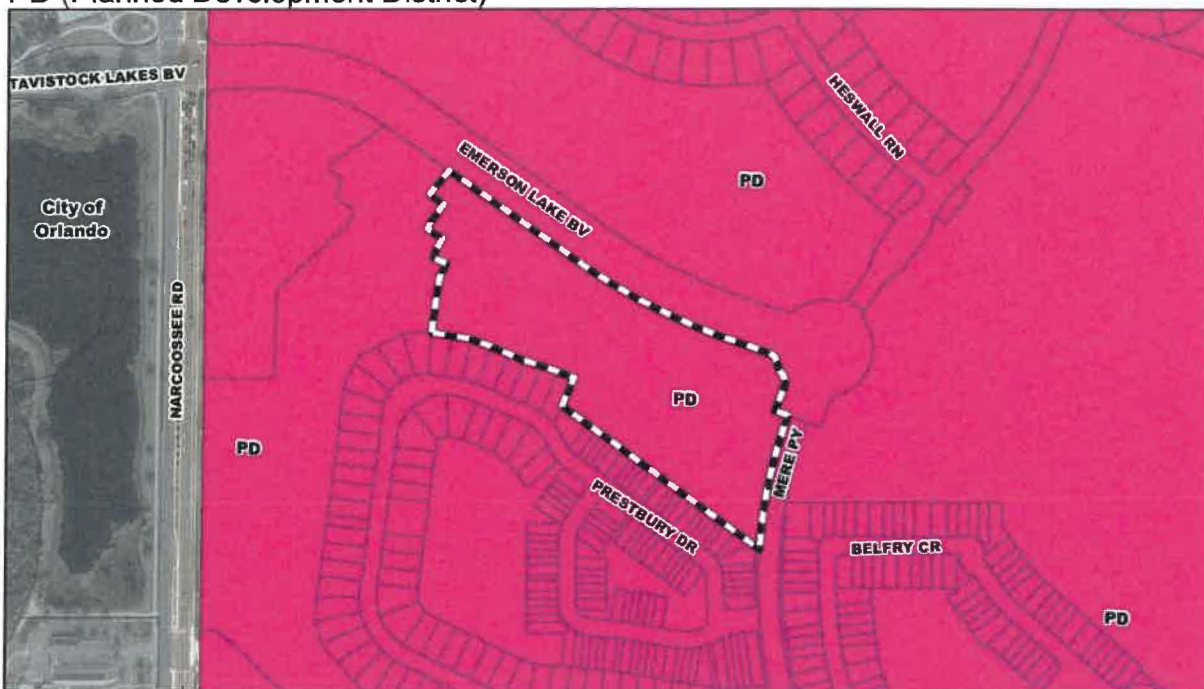 PD (Planned Development District)
TAVISTOCK LAKES BV
HESWALL RN
EMERSON LAKE BV
PD
City of
Orlando
NARCOOSSEE RD
PD
PD
MERE PY
PRESTBURY DR
BELFRY CR
PD